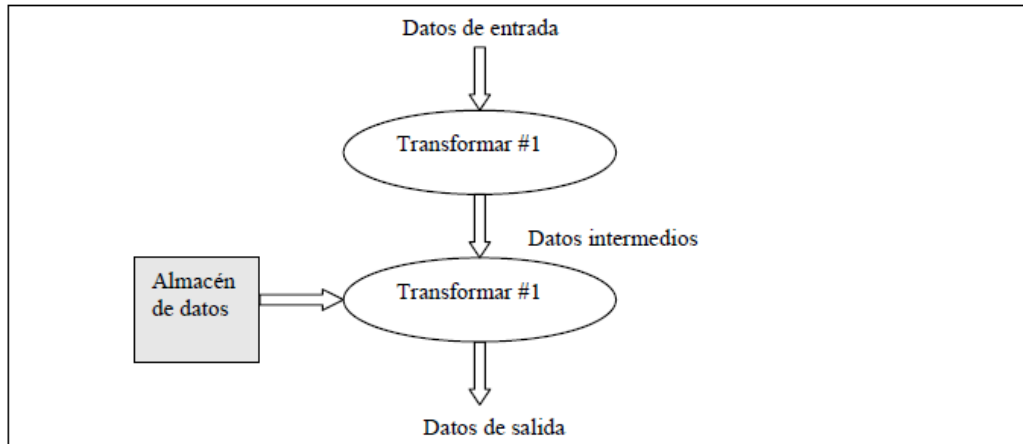 Datos de entrada
Transformar #1
Datos intermedios
Almacén
de datos
Transformar #1
Datos de salida